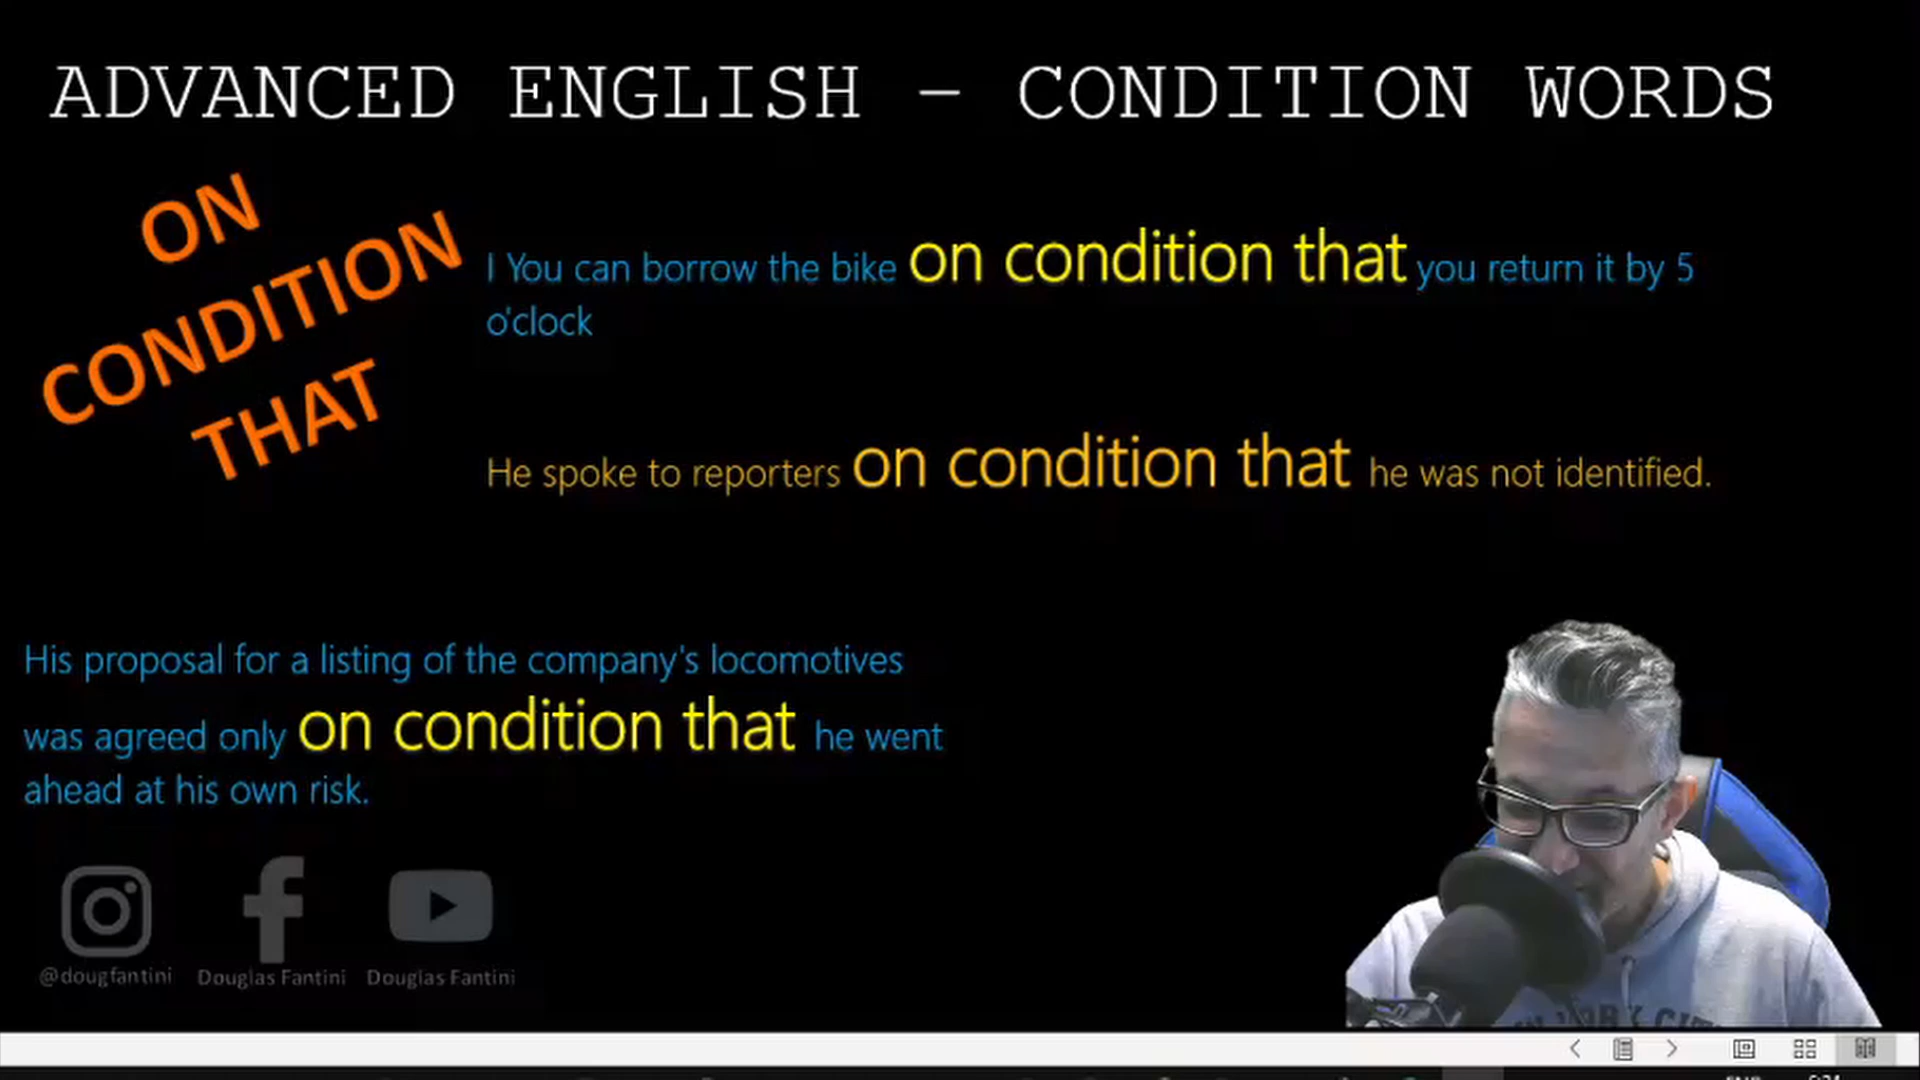 ADVANCED ENGLISH – CONDITION WORDS
ON
CONDITION
THAT
I You can borrow the bike on condition that you return it by 5
o'clock
He spoke to reporters on condition that he was not identified.
His proposal for a listing of the company's locomotives
was agreed only on condition that he went
ahead at his own risk.
@dougfantini Douglas Fantini Douglas Fantini